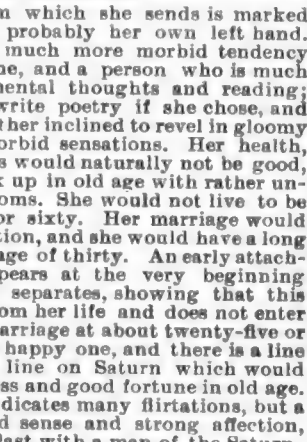 n which she sends is marked
probably her own left hand.
much more morbid tendency
ne, and a person who is much
nental thoughts and reading;
write poetry if she chose, and
ther inclined to revel in gloomy
orbid sensations. Her health,
s would naturally not be good,
k up in old age with rather un-
oms. She would not live to be
or sixty. Her marriage would
tion, and she would have a long
age of thirty. An early attach-
pears at the very beginning
separates, showing that this
om her life and does not enter
arriage at about twenty-five or
happy one, and there is a line
line on Saturn which would
ss and good fortune in old age.
dicates many flirtations, but a
d sense and strong affection.
last with a man of the Saturn